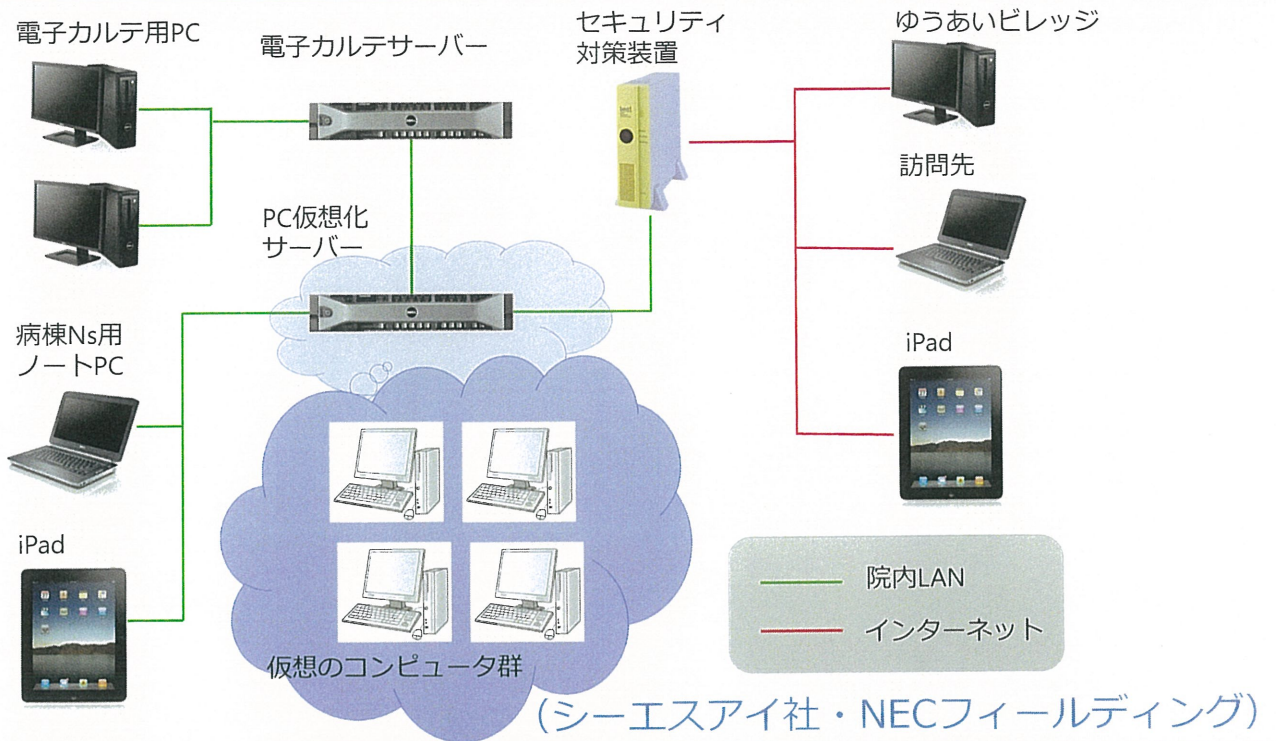 電子カルテ用PC
電子カルテサーバー
セキュリティ
対策装置
ゆうあいビレッジ
訪問先
PC仮想化
サーバー
病棟Ns用
ノートPC
iPad
iPad
仮想のコンピュータ群
院内LAN
インターネット
（シーエスアイ社・NECフィールディング）